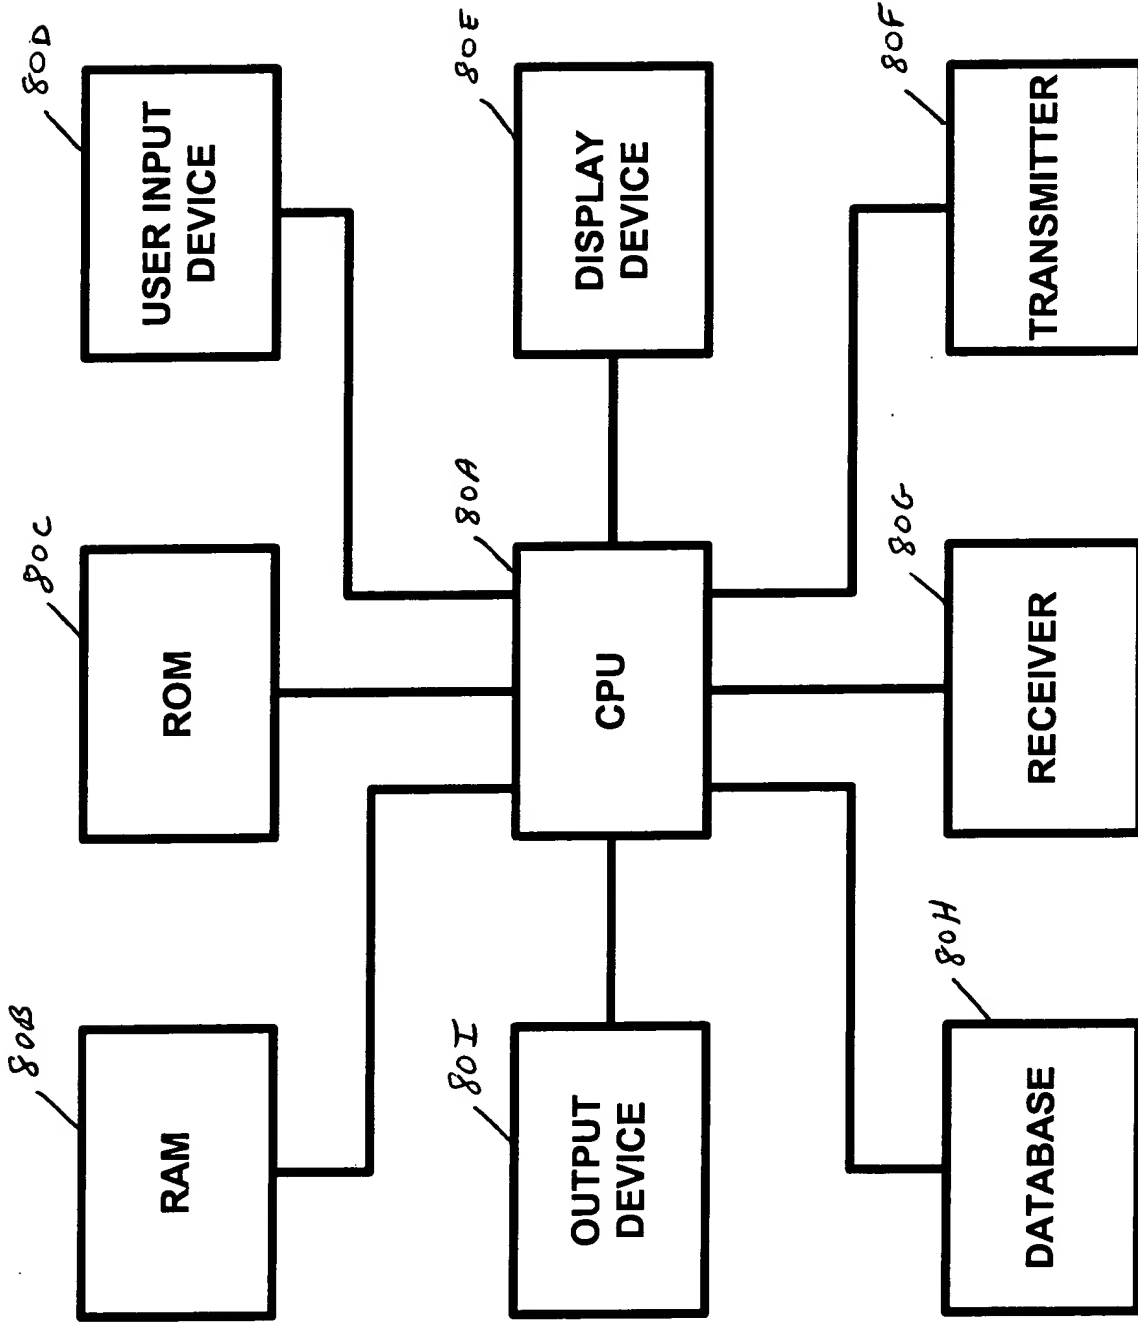 80B
RAM
80C
ROM
80D
USER INPUT
DEVICE
80I
OUTPUT
DEVICE
80A
CPU
80E
DISPLAY
DEVICE
80H
DATABASE
80G
RECEIVER
80F
TRANSMITTER